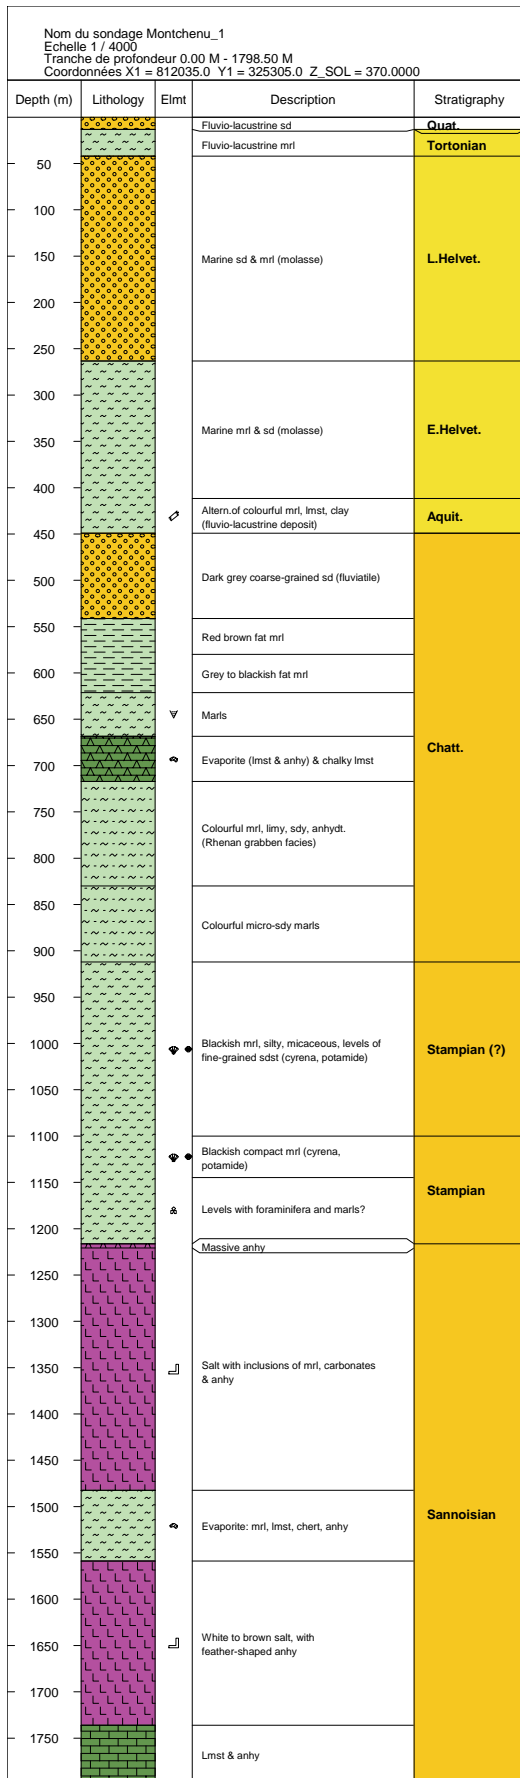 Nom du sondage Montchenu_1
Echelle 1 / 4000
Tranche de profondeur 0.00 M - 1798.50 M
Coordonnées X1 = 812035.0 Y1 = 325305.0 Z_SOL = 370.0000
Depth (m) Lithology Elmt Description Stratigraphy
Fluvio-lacustrine sd Quat.
Fluvio-lacustrine mrl Tortonian
50
100
150
Marine sd & mrl (molasse) L.Helvet.
200
250
300
Marine mrl & sd (molasse) E.Helvet.
350
400
Altern.of colourful mrl, lmst, clay
(fluvio-lacustrine deposit)
Aquit.
450
500 Dark grey coarse-grained sd (fluviatile)
550
Red brown fat mrl
600 Grey to blackish fat mrl
650 Marls
Chatt.
700 Evaporite (lmst & anhy) & chalky lmst
750
Colourful mrl, limy, sdy, anhydt.
(Rhenan grabben facies)
800
850
Colourful micro-sdy marls
900
950
1000 Blackish mrl, silty, micaceous, levels of
fine-grained sdst (cyrena, potamide)
Stampian (?)
1050
1100
Blackish compact mrl (cyrena,
potamide)
1150
Stampian
Levels with foraminifera and marls?
1200
Massive anhy
1250
1300
1350 Salt with inclusions of mrl, carbonates
& anhy
1400
1450
1500
Sannoisian
Evaporite: mrl, lmst, chert, anhy
1550
1600
1650 White to brown salt, with
feather-shaped anhy
1700
1750
Lmst & anhy